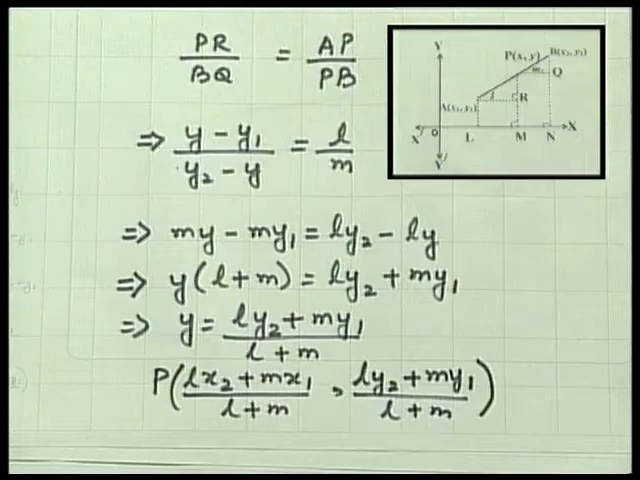 PR/BQ = AP/PB
⇒ y - y₁/y₂ - y = l/m
⇒ my - my₁ = ly₂ - ly
⇒ y(l+m) = ly₂ + my₁
⇒ y = ly₂ + my₁/l + m
P(lx₂ + mx₁/l + m , ly₂ + my₁/l + m)
Y
P(x, y) B(x₂, y₂)
m Q
A(x₁, y₁) l R
X′ O L M N X
Y′